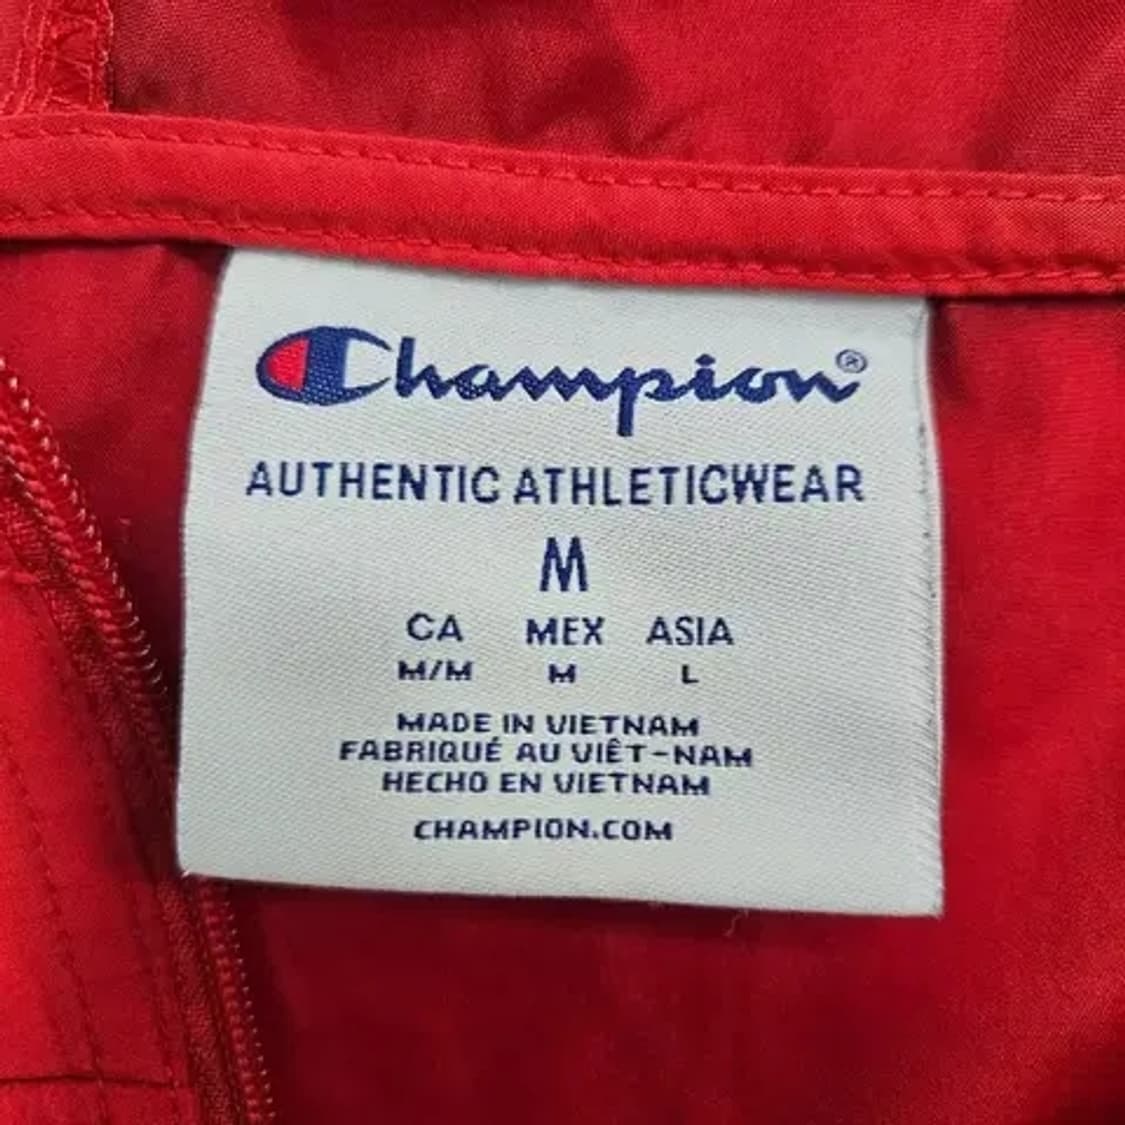 Champion®
AUTHENTIC ATHLETICWEAR
M
CA MEX ASIA
M/M M L
MADE IN VIETNAM
FABRIQUÉ AU VIÊT-NAM
HECHO EN VIETNAM
CHAMPION.COM